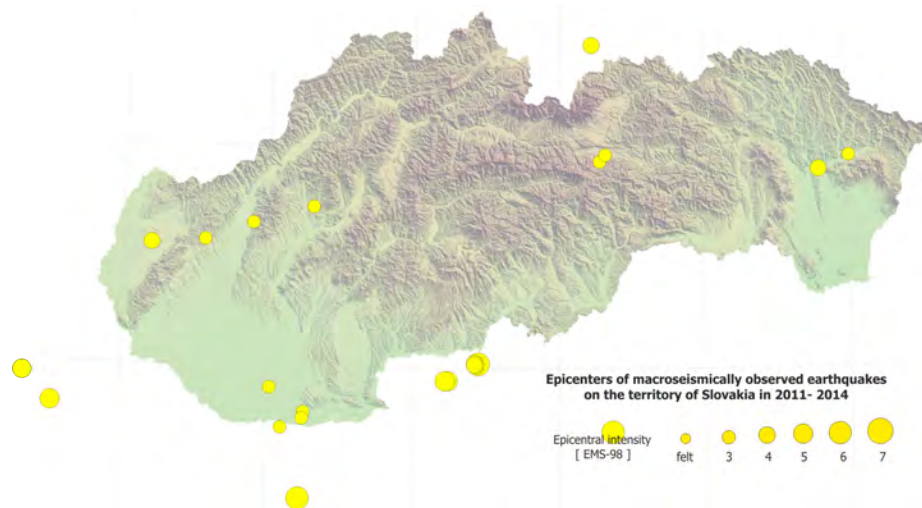 Epicenters of macroseismically observed earthquakes
on the territory of Slovakia in 2011- 2014
Epicentral intensity
[ EMS-98 ]
felt 3 4 5 6 7